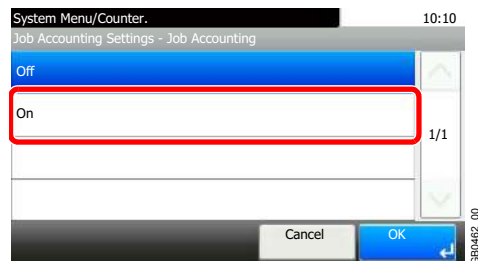 System Menu/Counter.
10:10
Job Accounting Settings - Job Accounting
Off
On
1/1
Cancel
OK
GB0462_00